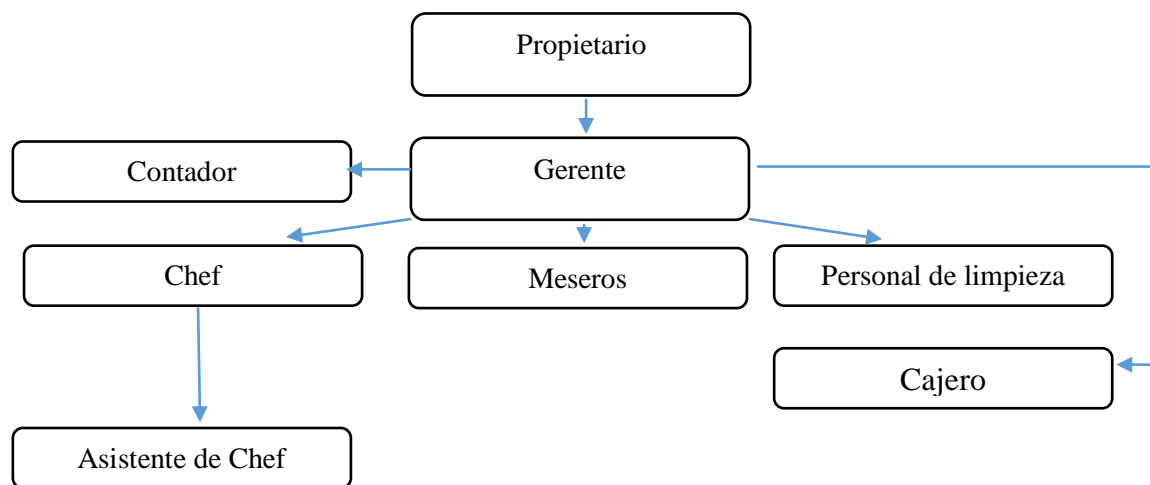 Propietario
Contador
Gerente
Chef
Meseros
Personal de limpieza
Cajero
Asistente de Chef